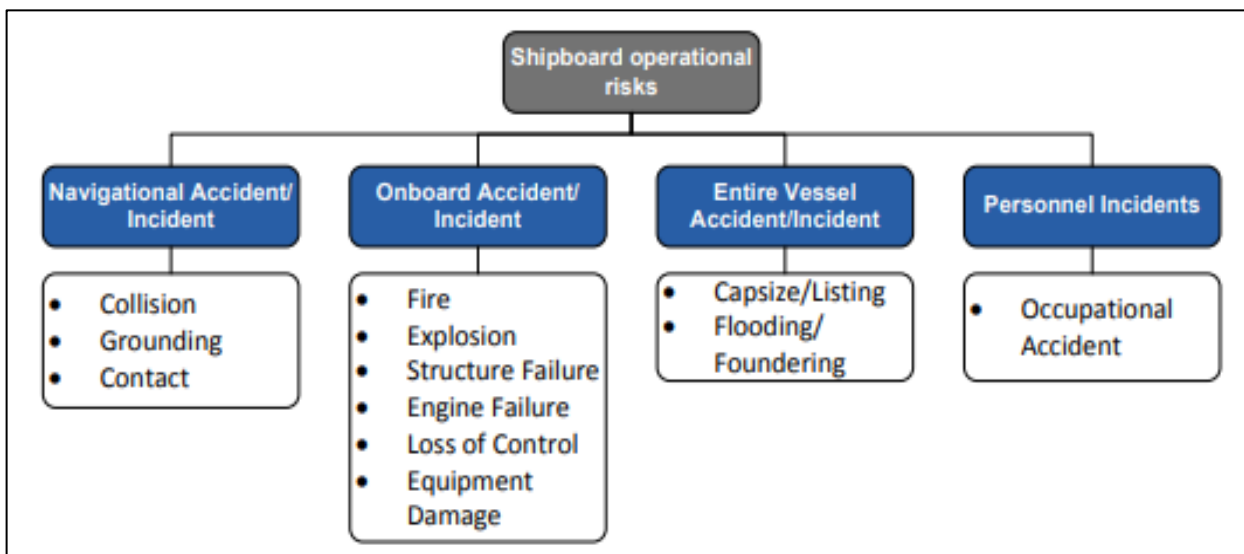 Shipboard operational
risks
Navigational Accident/
Incident
• Collision
• Grounding
• Contact
Onboard Accident/
Incident
• Fire
• Explosion
• Structure Failure
• Engine Failure
• Loss of Control
• Equipment
Damage
Entire Vessel
Accident/Incident
• Capsize/Listing
• Flooding/
Foundering
Personnel Incidents
• Occupational
Accident